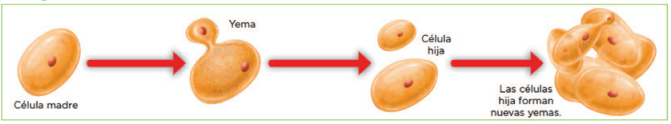 Célula madre
Yema
Célula
hija
Las células
hija forman
nuevas yemas.